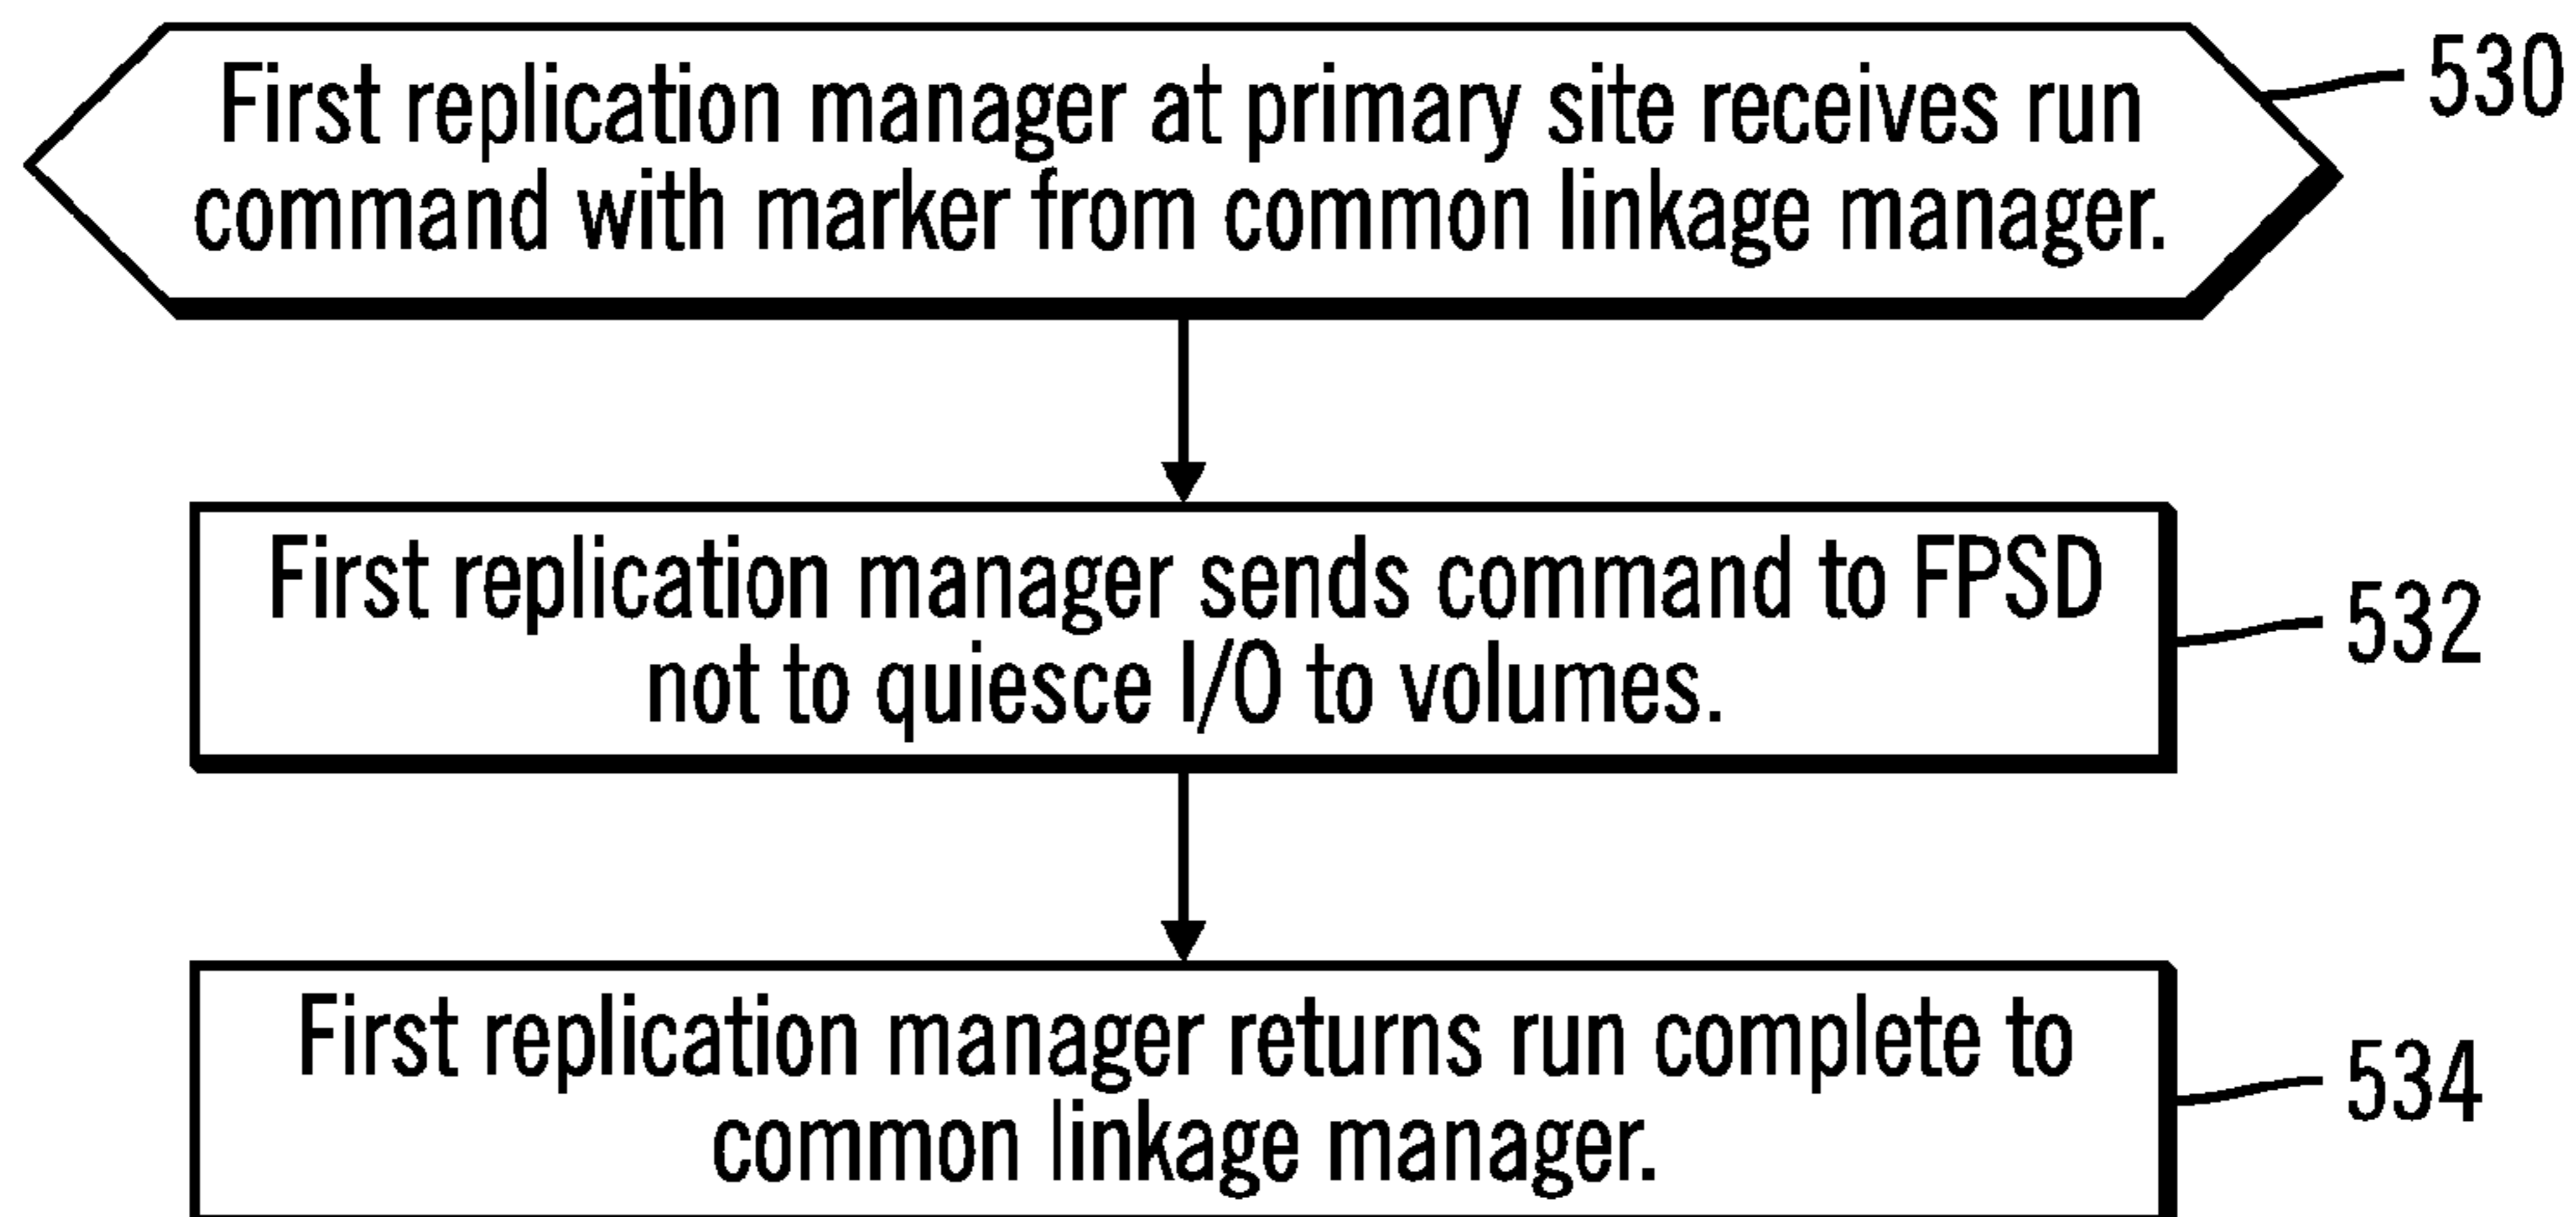 First replication manager at primary site receives run
command with marker from common linkage manager.
530
First replication manager sends command to FPSD
not to quiesce I/O to volumes.
532
First replication manager returns run complete to
common linkage manager.
534